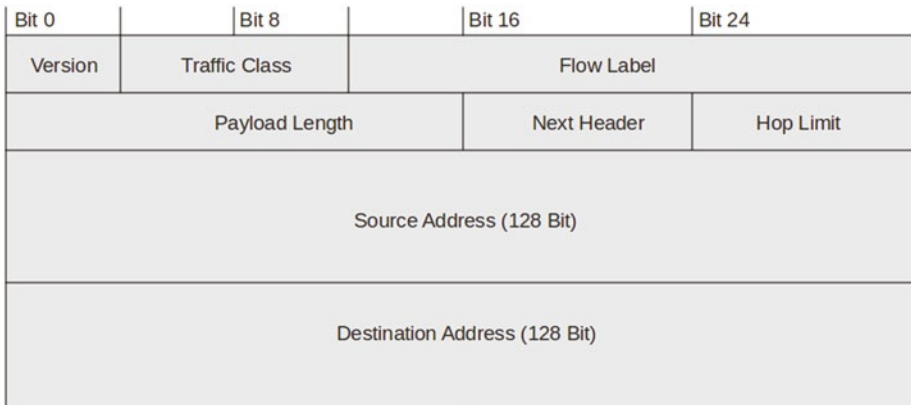 Bit 0 Bit 8 Bit 16 Bit 24
Version Traffic Class Flow Label
Payload Length Next Header Hop Limit
Source Address (128 Bit)
Destination Address (128 Bit)